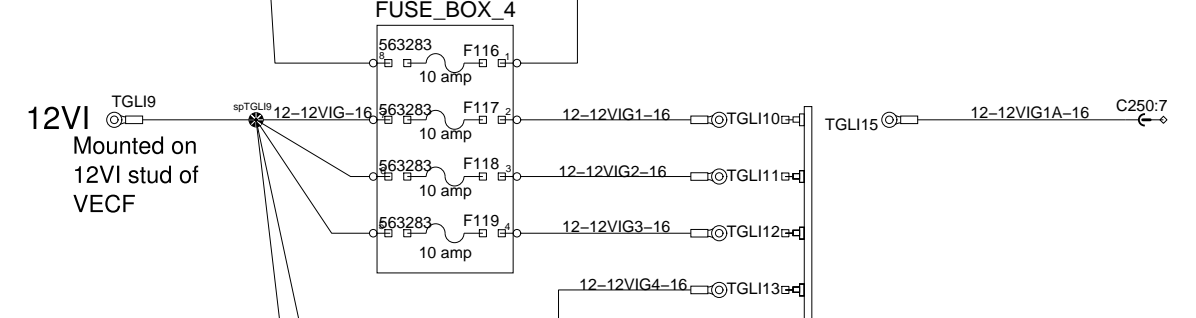 FUSE_BOX_4
563283 F116 1
8
10 amp
TGLI9
12VI
spTGLI9
12–12VIG–16
563283 F117 2
10 amp
12–12VIG1–16
TGLI10
TGLI15
12–12VIG1A–16
C250:7
Mounted on
12VI stud of
VECF
563283 F118 3
10 amp
12–12VIG2–16
TGLI11
563283 F119 4
10 amp
12–12VIG3–16
TGLI12
12–12VIG4–16
TGLI13